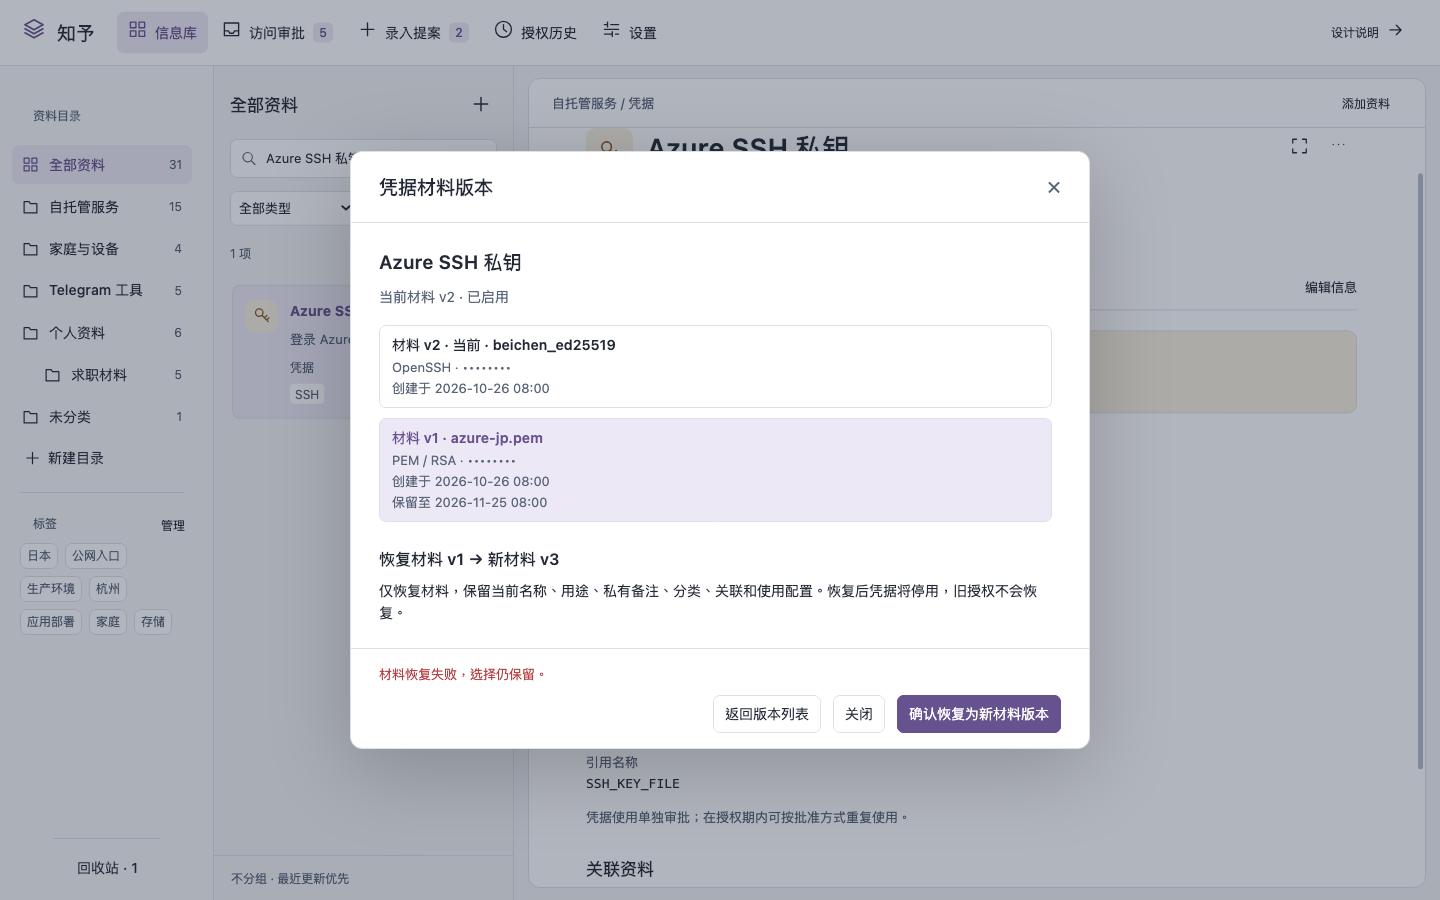 知予
信息库
访问审批 5
录入提案 2
授权历史
设置
设计说明 →
资料目录
全部资料 31
自托管服务 15
家庭与设备 4
Telegram 工具 5
个人资料 6
求职材料 5
未分类 1
新建目录
标签
管理
日本
公网入口
生产环境
杭州
应用部署
家庭
存储
回收站 · 1
全部资料
Azure SSH 私
全部类型
1 项
Azure
登录 Azure
凭据
SSH
不分组 · 最近更新优先
自托管服务 / 凭据
添加资料
Azure SSH 私钥
···
编辑信息
凭据材料版本
Azure SSH 私钥
当前材料 v2 · 已启用
材料 v2 · 当前 · beichen_ed25519
OpenSSH · ••••••••
创建于 2026-10-26 08:00
材料 v1 · azure-jp.pem
PEM / RSA · ••••••••
创建于 2026-10-26 08:00
保留至 2026-11-25 08:00
恢复材料 v1 → 新材料 v3
仅恢复材料，保留当前名称、用途、私有备注、分类、关联和使用配置。恢复后凭据将停用，旧授权不会恢
复。
材料恢复失败，选择仍保留。
返回版本列表
关闭
确认恢复为新材料版本
引用名称
SSH_KEY_FILE
凭据使用单独审批；在授权期内可按批准方式重复使用。
关联资料